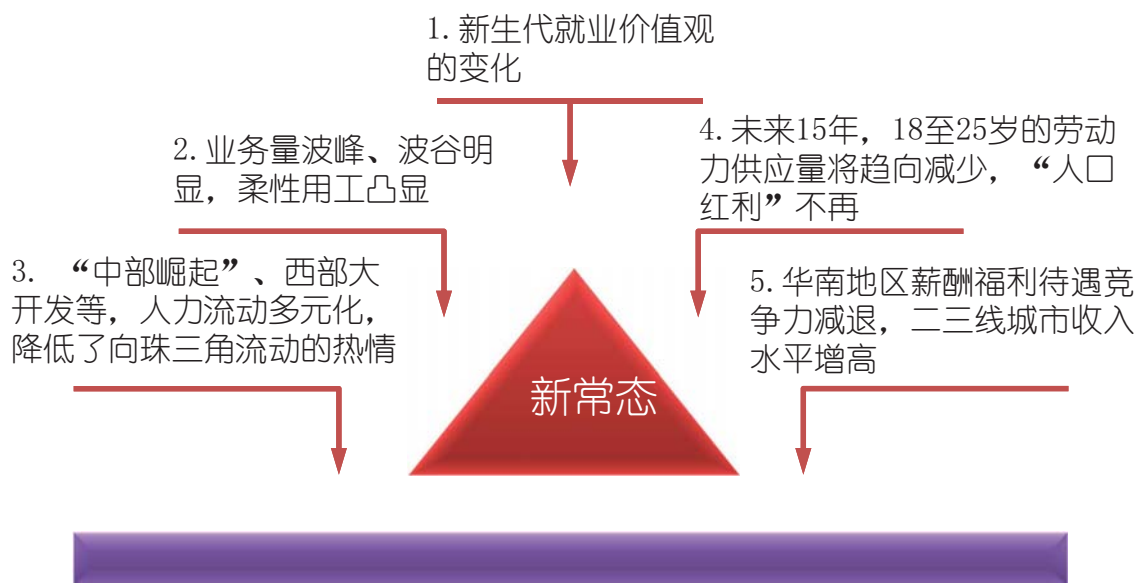 1. 新生代就业价值观
的变化
2. 业务量波峰、波谷明
显，柔性用工凸显
3. “中部崛起”、西部大
开发等，人力流动多元化，
降低了向珠三角流动的热情
4. 未来15年，18至25岁的劳动
力供应量将趋向减少，“人口
红利”不再
5. 华南地区薪酬福利待遇竞
争力减退，二三线城市收入
水平增高
新常态